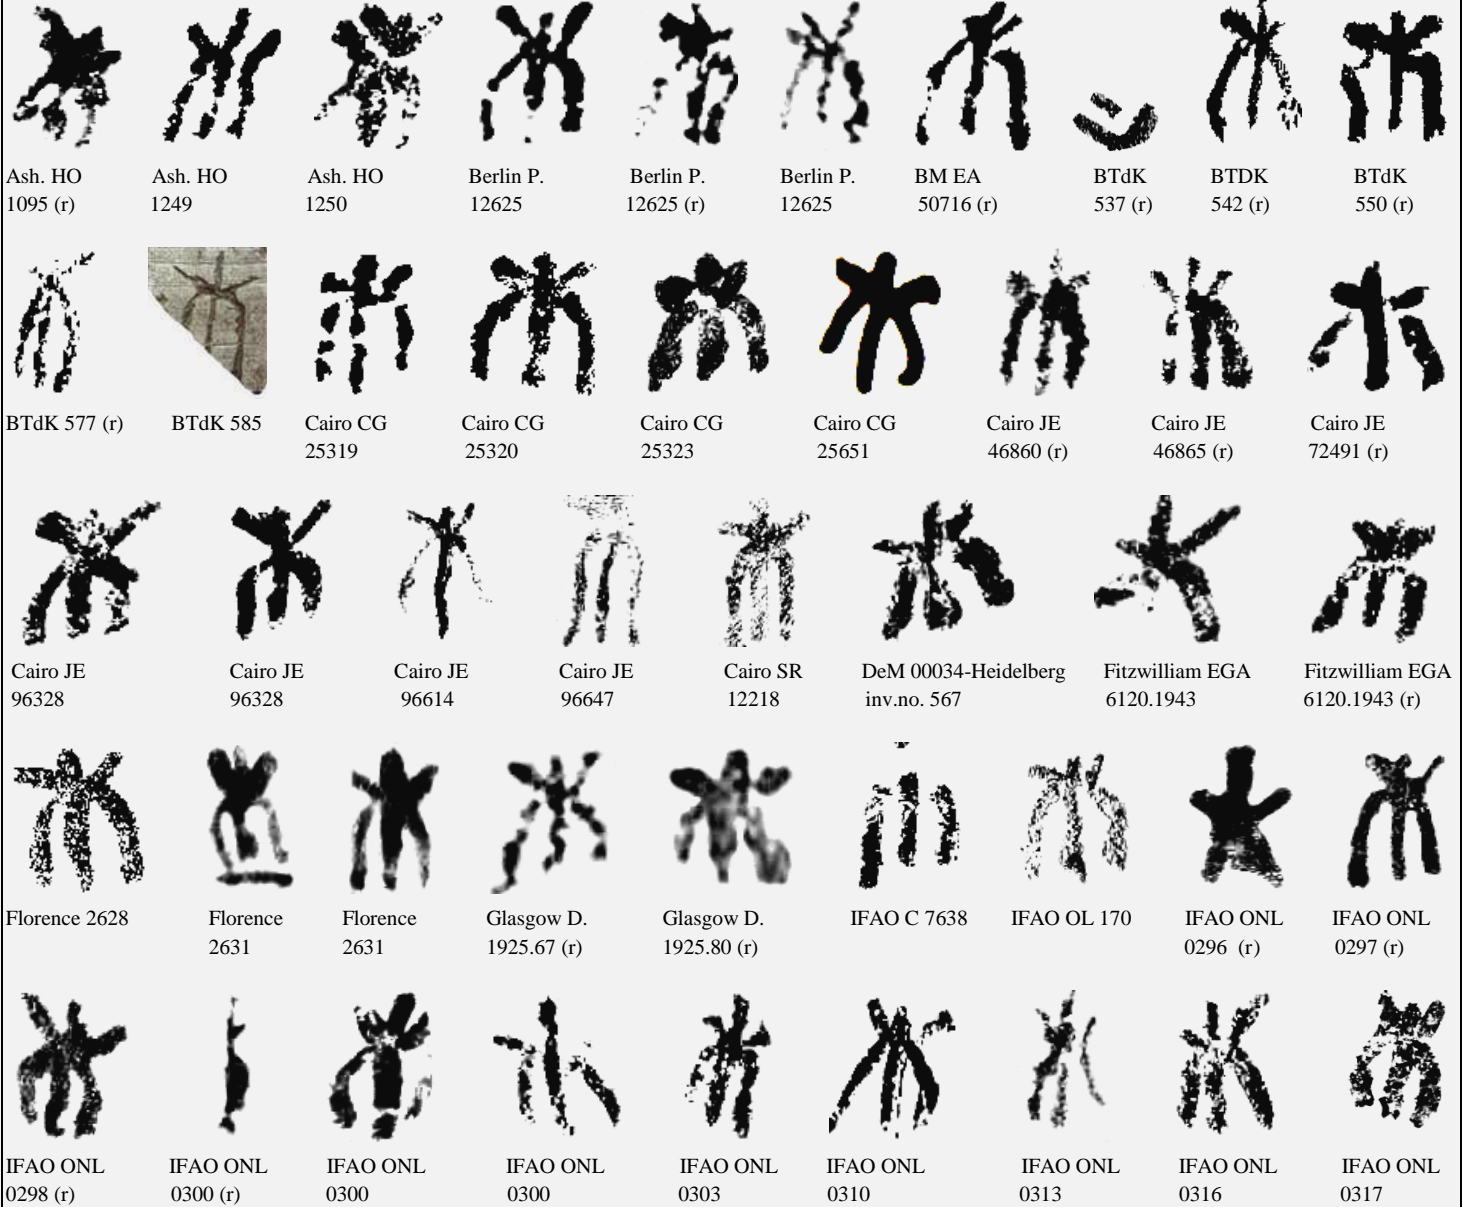 Ash. HO Ash. HO Ash. HO Berlin P. Berlin P. Berlin P. BM EA BTdK BTDK BTdK
1095 (r) 1249 1250 12625 12625 (r) 12625 50716 (r) 537 (r) 542 (r) 550 (r)
BTdK 577 (r) BTdK 585 Cairo CG Cairo CG Cairo CG Cairo CG Cairo JE Cairo JE Cairo JE
25319 25320 25323 25651 46860 (r) 46865 (r) 72491 (r)
Cairo JE Cairo JE Cairo JE Cairo JE Cairo SR DeM 00034-Heidelberg Fitzwilliam EGA Fitzwilliam EGA
96328 96328 96614 96647 12218 inv.no. 567 6120.1943 6120.1943 (r)
Florence 2628 Florence Florence Glasgow D. Glasgow D. IFAO C 7638 IFAO OL 170 IFAO ONL IFAO ONL
2631 2631 1925.67 (r) 1925.80 (r) 0296 (r) 0297 (r)
IFAO ONL IFAO ONL IFAO ONL IFAO ONL IFAO ONL IFAO ONL IFAO ONL IFAO ONL IFAO ONL
0298 (r) 0300 (r) 0300 0300 0303 0310 0313 0316 0317